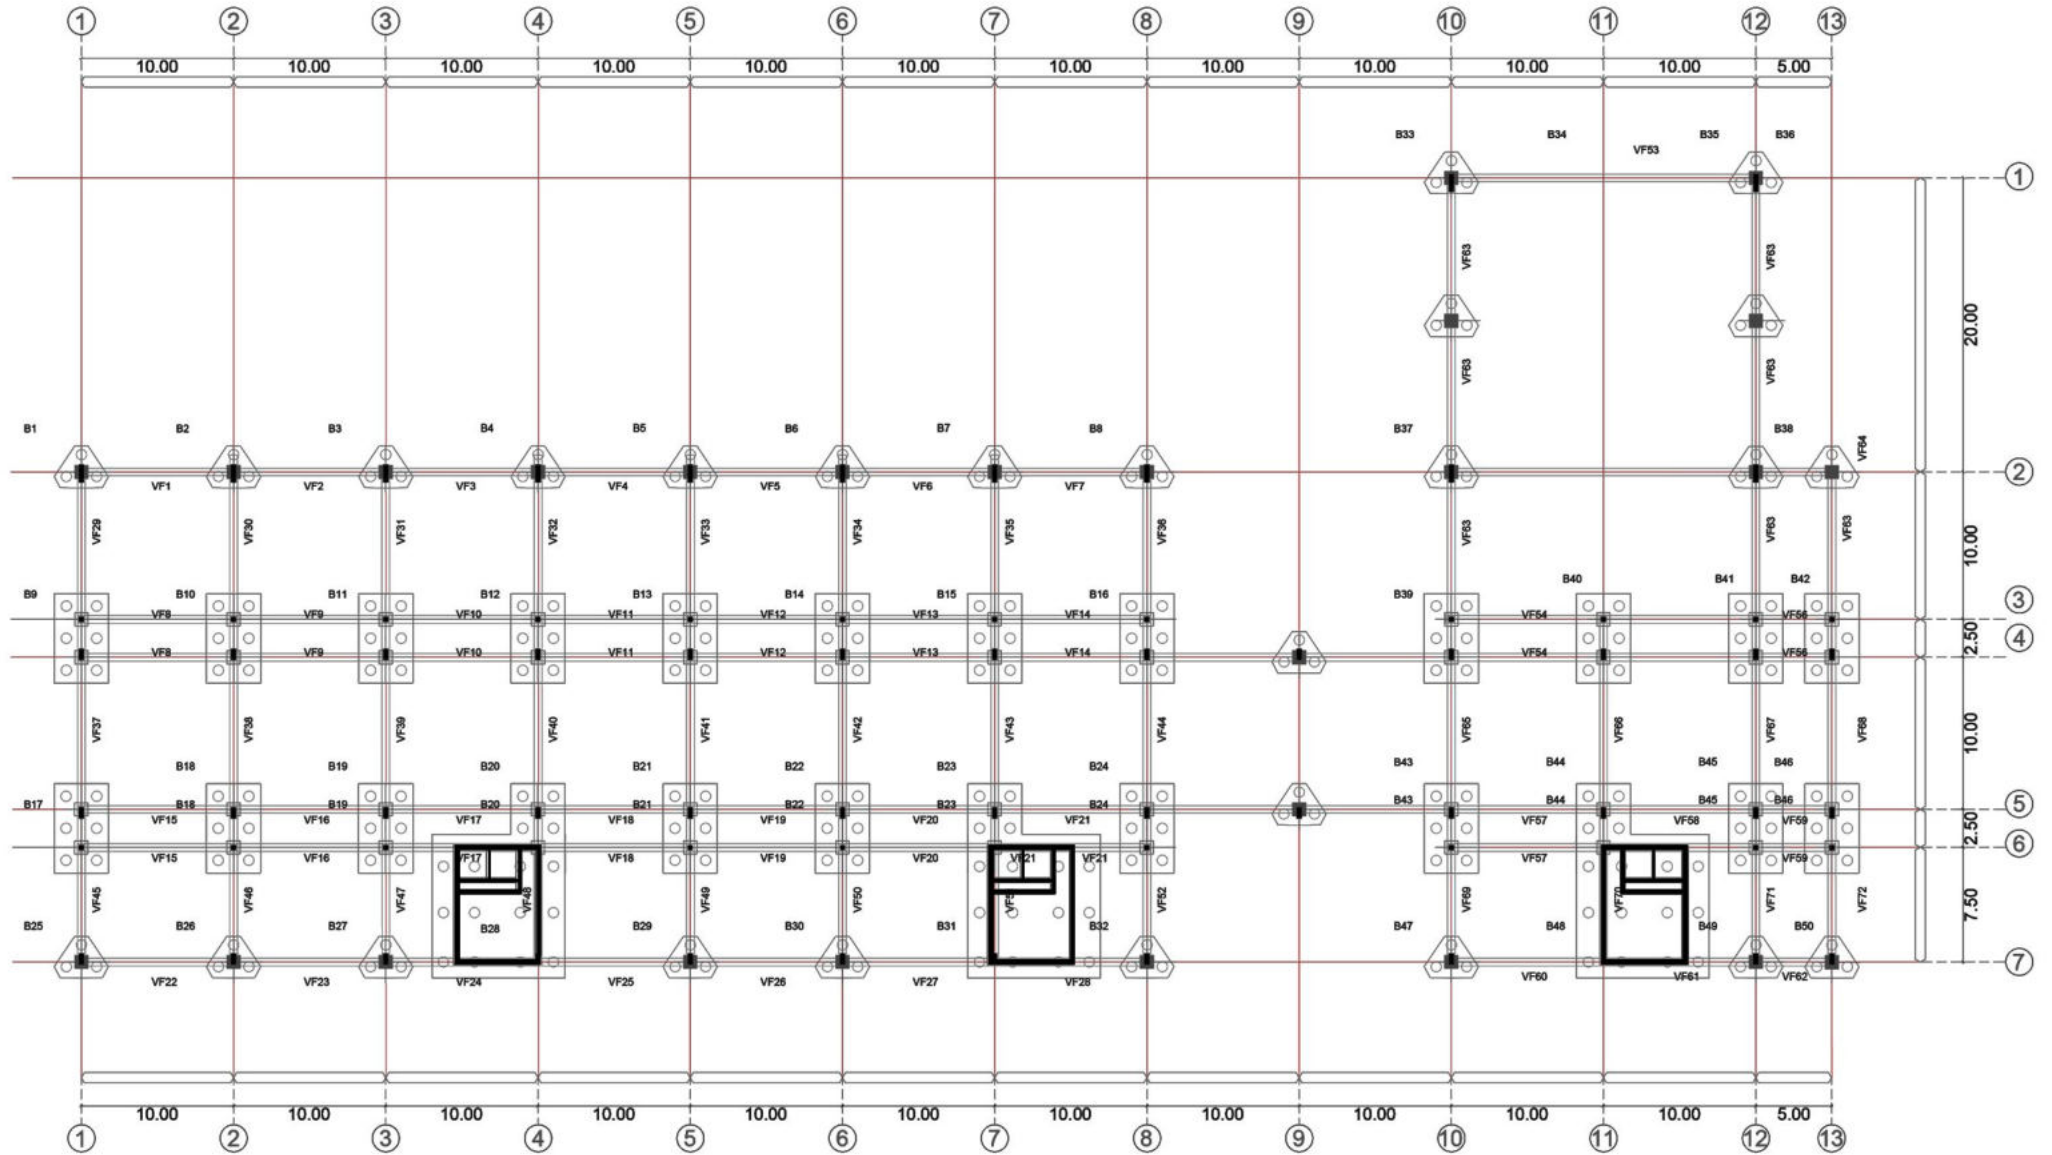 1 2 3 4 5 6 7 8 9 10 11 12 13
10.00 10.00 10.00 10.00 10.00 10.00 10.00 10.00 10.00 10.00 10.00 5.00
B33 B34 B35 B36
VF53
1
VF63 VF63
20.00
VF63 VF63
B1 B2 B3 B4 B5 B6 B7 B8 B37 B38
VF64
2
VF1 VF2 VF3 VF4 VF5 VF6 VF7
VF29 VF30 VF31 VF32 VF33 VF34 VF35 VF36 VF63 VF63 VF63
10.00
B40 B41 B42
B9 B10 B11 B12 B13 B14 B15 B16 B39
3
VF8 VF9 VF10 VF11 VF12 VF13 VF14 VF54 VF56
2.50
4
VF8 VF9 VF10 VF11 VF12 VF13 VF14 VF54 VF56
VF37 VF38 VF39 VF40 VF41 VF42 VF43 VF44 VF65 VF66 VF67 VF68
10.00
B18 B19 B20 B21 B22 B23 B24 B43 B44 B45 B46
B17 B18 B19 B20 B21 B22 B23 B24 B43 B44 B45 B46
5
VF15 VF16 VF17 VF18 VF19 VF20 VF21 VF57 VF58 VF59
2.50
6
VF15 VF16 VF17 VF18 VF19 VF20 VF21 VF21 VF57 VF59
VF45 VF46 VF47 VF48 VF49 VF50 VF52 VF69 VF70 VF71 VF72
7.50
B25 B26 B27 B28 B29 B30 B31 B32 B47 B48 B49 B50
7
VF22 VF23 VF24 VF25 VF26 VF27 VF28 VF60 VF61 VF62
10.00 10.00 10.00 10.00 10.00 10.00 10.00 10.00 10.00 10.00 10.00 5.00
1 2 3 4 5 6 7 8 9 10 11 12 13